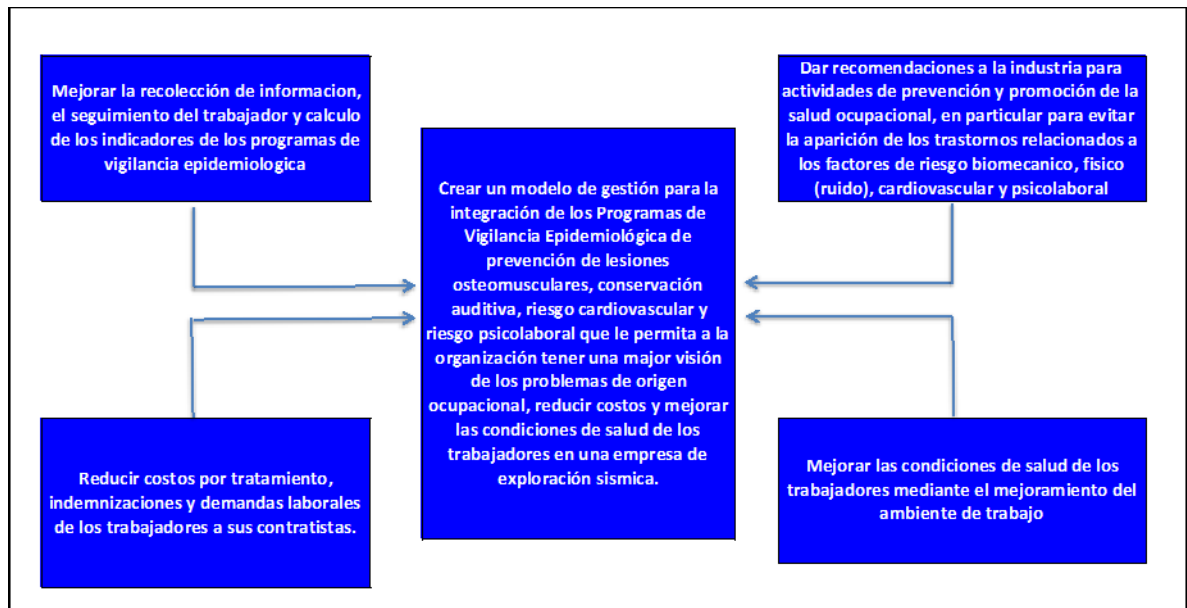 Mejorar la recolección de informacion,
el seguimiento del trabajador y calculo
de los indicadores de los programas de
vigilancia epidemiologica
Dar recomendaciones a la industria para
actividades de prevención y promoción de la
salud ocupacional, en particular para evitar
la aparición de los trastornos relacionados a
los factores de riesgo biomecanico, fisico
(ruido), cardiovascular y psicolaboral
Crear un modelo de gestión para la
integración de los Programas de
Vigilancia Epidemiológica de
prevención de lesiones
osteomusculares, conservación
auditiva, riesgo cardiovascular y
riesgo psicolaboral que le permita a la
organización tener una major visión
de los problemas de origen
ocupacional, reducir costos y mejorar
las condiciones de salud de los
trabajadores en una empresa de
exploración sismica.
Reducir costos por tratamiento,
indemnizaciones y demandas laborales
de los trabajadores a sus contratistas.
Mejorar las condiciones de salud de los
trabajadores mediante el mejoramiento del
ambiente de trabajo